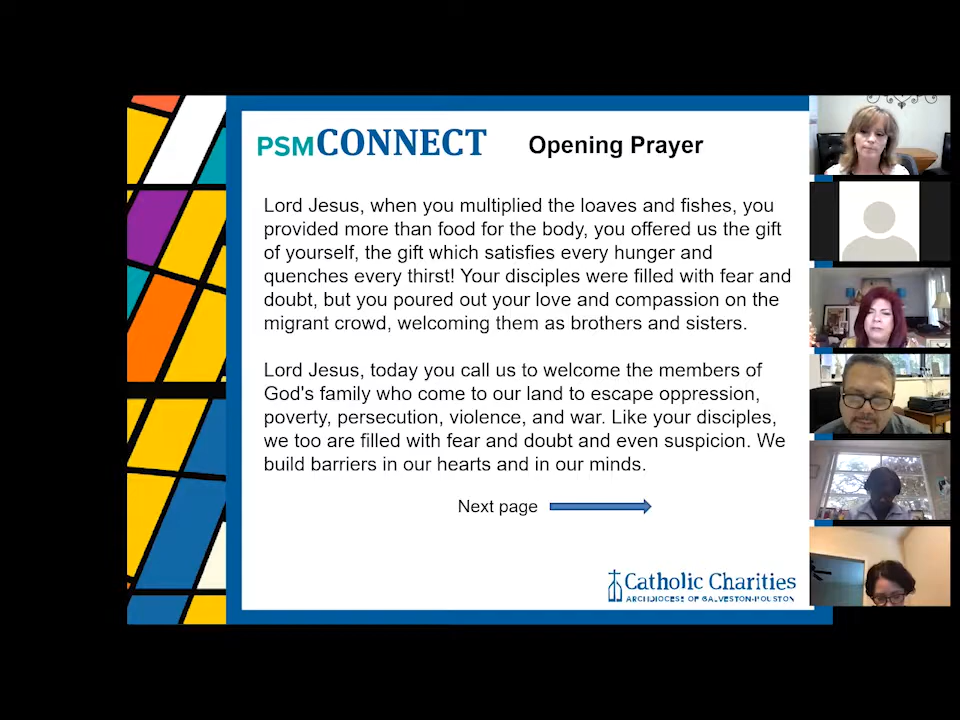 PSMCONNECT
Opening Prayer
Lord Jesus, when you multiplied the loaves and fishes, you
provided more than food for the body, you offered us the gift
of yourself, the gift which satisfies every hunger and
quenches every thirst! Your disciples were filled with fear and
doubt, but you poured out your love and compassion on the
migrant crowd, welcoming them as brothers and sisters.
Lord Jesus, today you call us to welcome the members of
God's family who come to our land to escape oppression,
poverty, persecution, violence, and war. Like your disciples,
we too are filled with fear and doubt and even suspicion. We
build barriers in our hearts and in our minds.
Next page
Catholic Charities
ARCHDIOCESE OF GALVESTON-HOUSTON